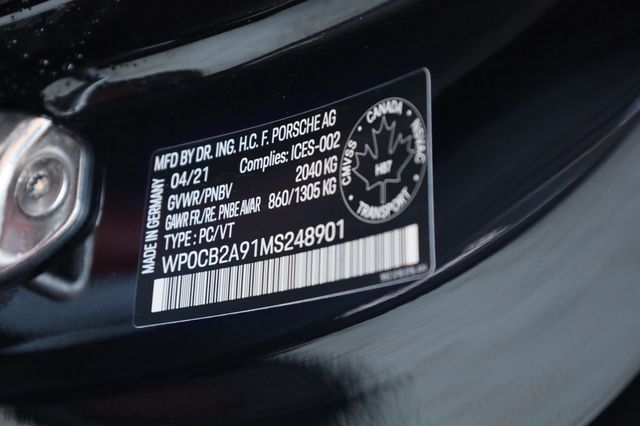 MFD BY DR. ING. H.C. F. PORSCHE AG
04/21 Complies: ICES-002
GVWR/PNBV 2040 KG
GAWR FR/RE. PNBE AVAR 860/1305 KG
TYPE : PC/VT
WP0CB2A91MS248901
MADE IN GERMANY
CANADA
CMVSS
RSVAC
TRANSPORT